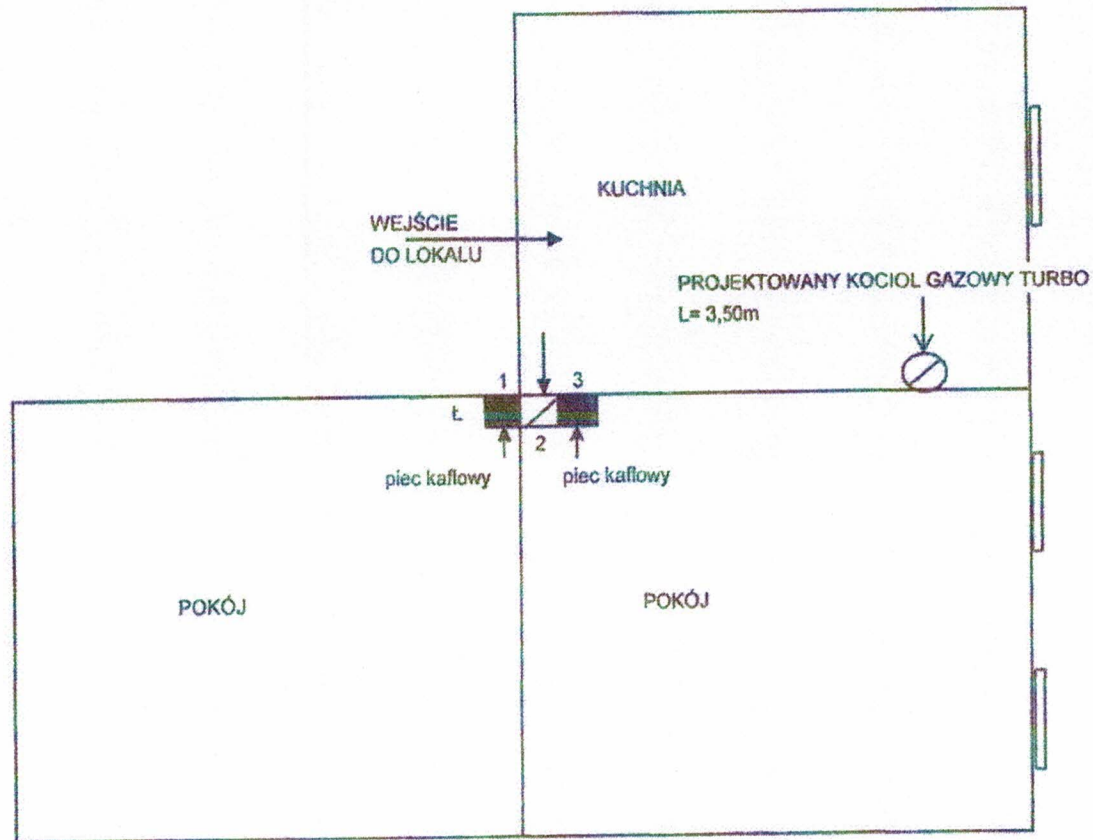 KUCHNIA
WEJŚCIE
DO LOKALU
PROJEKTOWANY KOCIOL GAZOWY TURBO
L= 3,50m
1
3
Ł
2
piec kaflowy
piec kaflowy
POKÓJ
POKÓJ